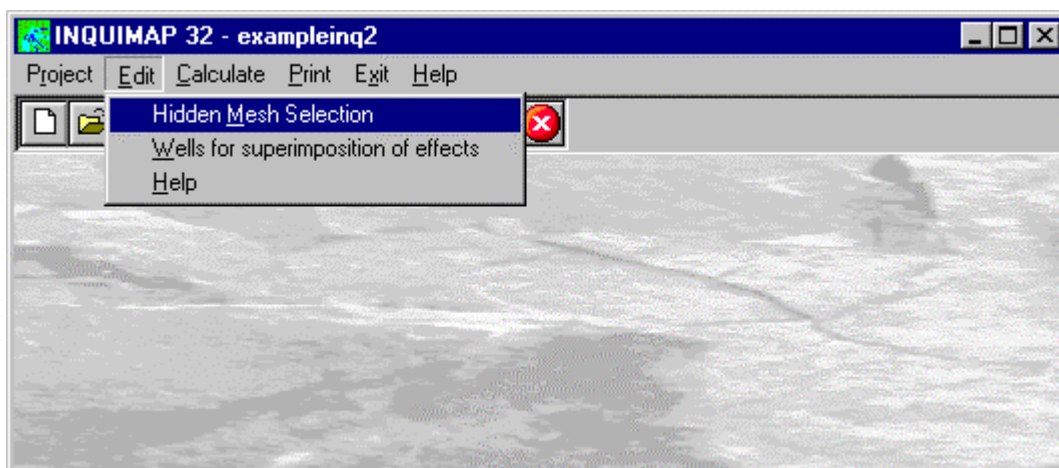 INQUIMAP 32 - exampleinq2
Project Edit Calculate Print Exit Help
Hidden Mesh Selection
Wells for superimposition of effects
Help